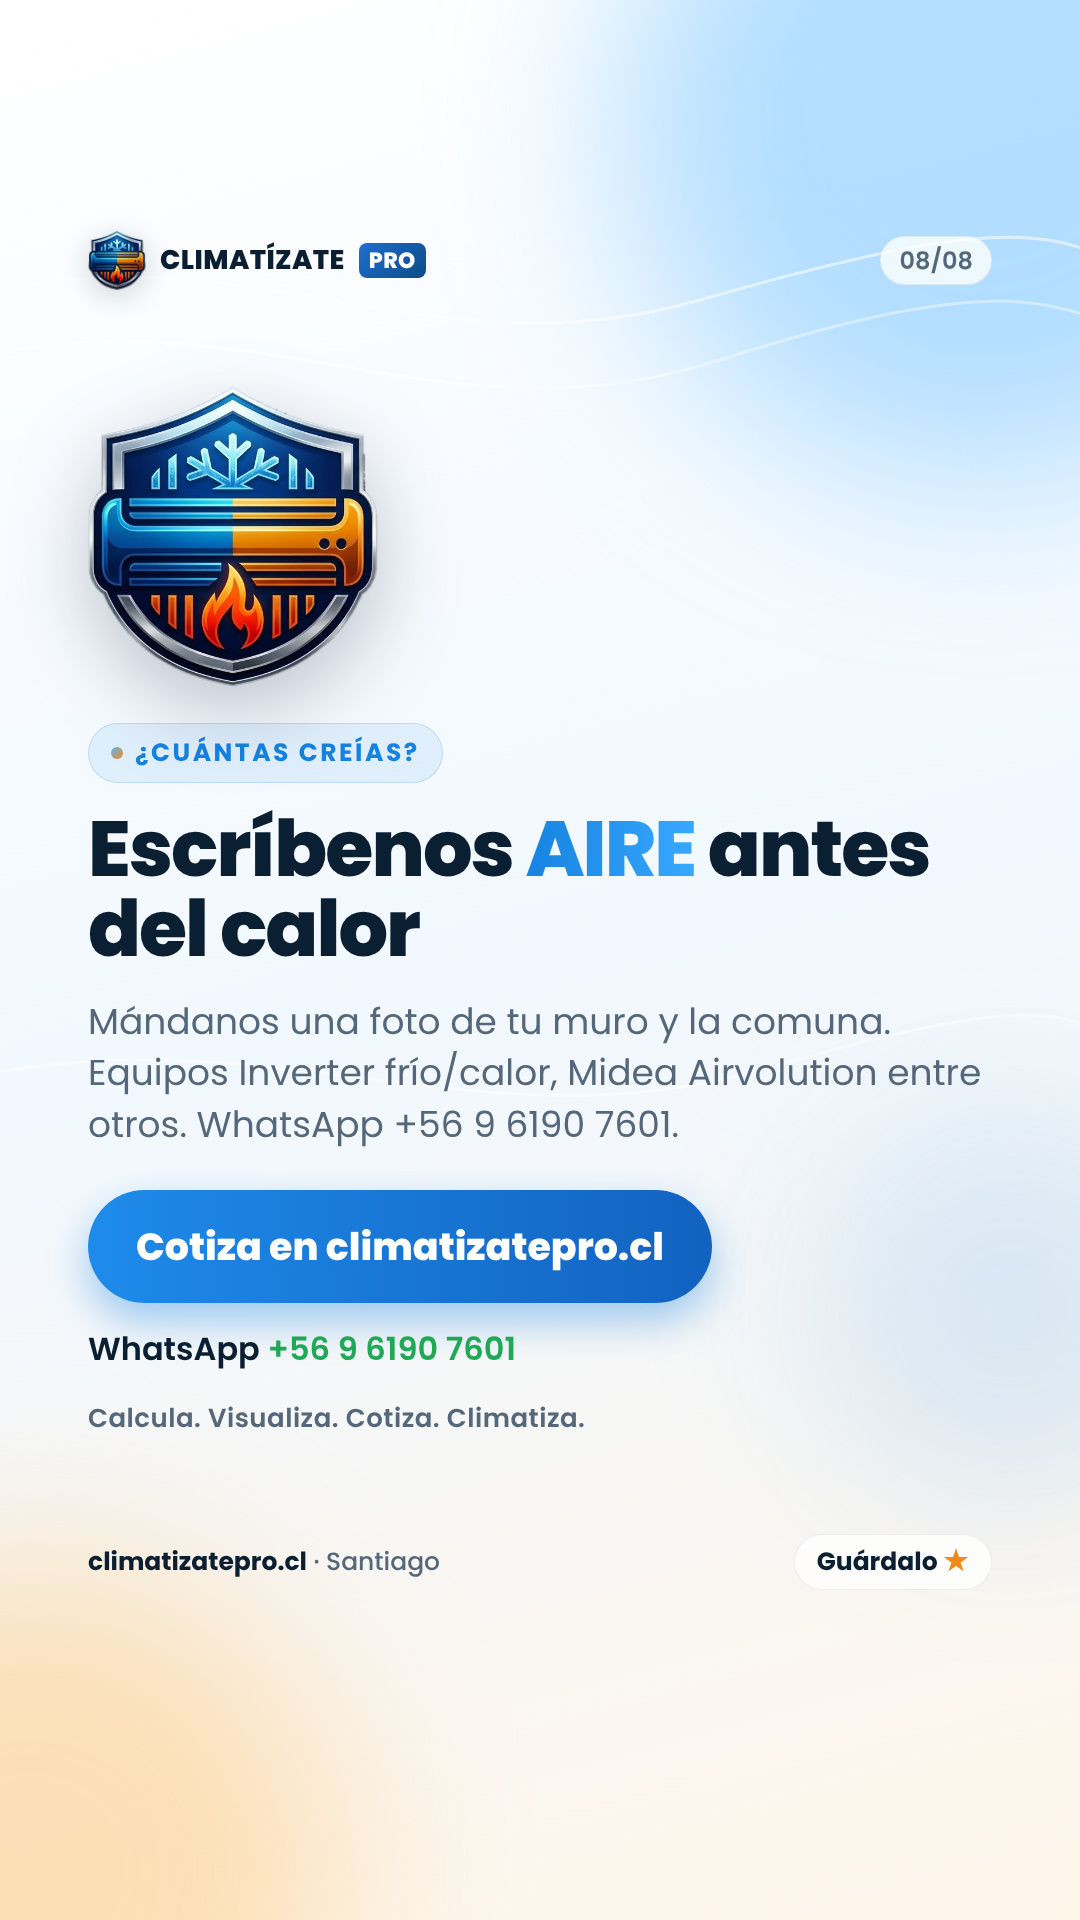 CLIMATÍZATE PRO
08/08
¿CUÁNTAS CREÍAS?
Escríbenos AIRE antes
del calor
Mándanos una foto de tu muro y la comuna.
Equipos Inverter frío/calor, Midea Airvolution entre
otros. WhatsApp +56 9 6190 7601.
Cotiza en climatizatepro.cl
WhatsApp +56 9 6190 7601
Calcula. Visualiza. Cotiza. Climatiza.
climatizatepro.cl · Santiago
Guárdalo ★